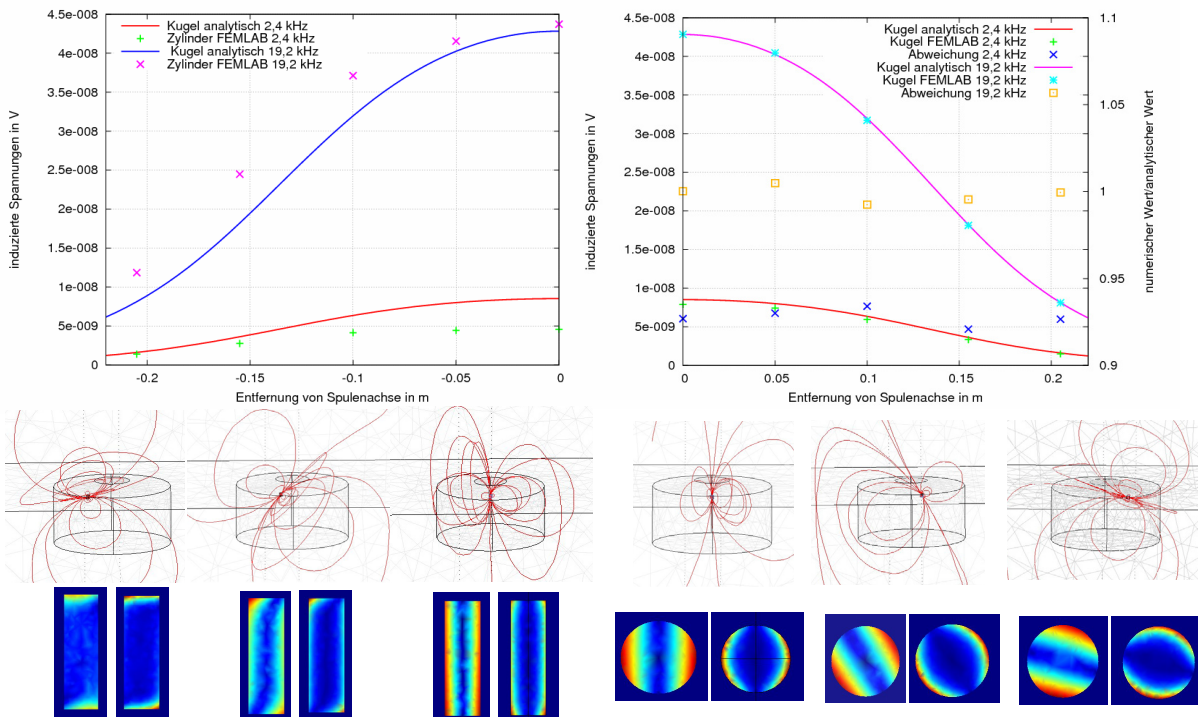 4.5e-008
4e-008
4.5e-008
3e-008
2.5e-008
2e-008
1.5e-008
1e-008
5e-009
0
-0.2
-0.15
-0.1
-0.05
0
induzierte Spannungen in V
Entfernung von Spulenachse in m
Kugel analytisch 2,4 kHz
Zylinder FEMLAB 2,4 kHz
Kugel analytisch 19,2 kHz
Zylinder FEMLAB 19,2 kHz
4.5e-008
4e-008
4.5e-008
3e-008
2.5e-008
2e-008
1.5e-008
1e-008
5e-009
0
0
0.05
0.1
0.15
0.2
induzierte Spannungen in V
Entfernung von Spulenachse in m
Kugel analytisch 2,4 kHz
Kugel FEMLAB 2,4 kHz
Abweichung 2,4 kHz
Kugel analytisch 19,2 kHz
Kugel FEMLAB 19,2 kHz
Abweichung 19,2 kHz
1.1
1.05
1
0.95
0.9
numerischer Wert/analytischer Wert